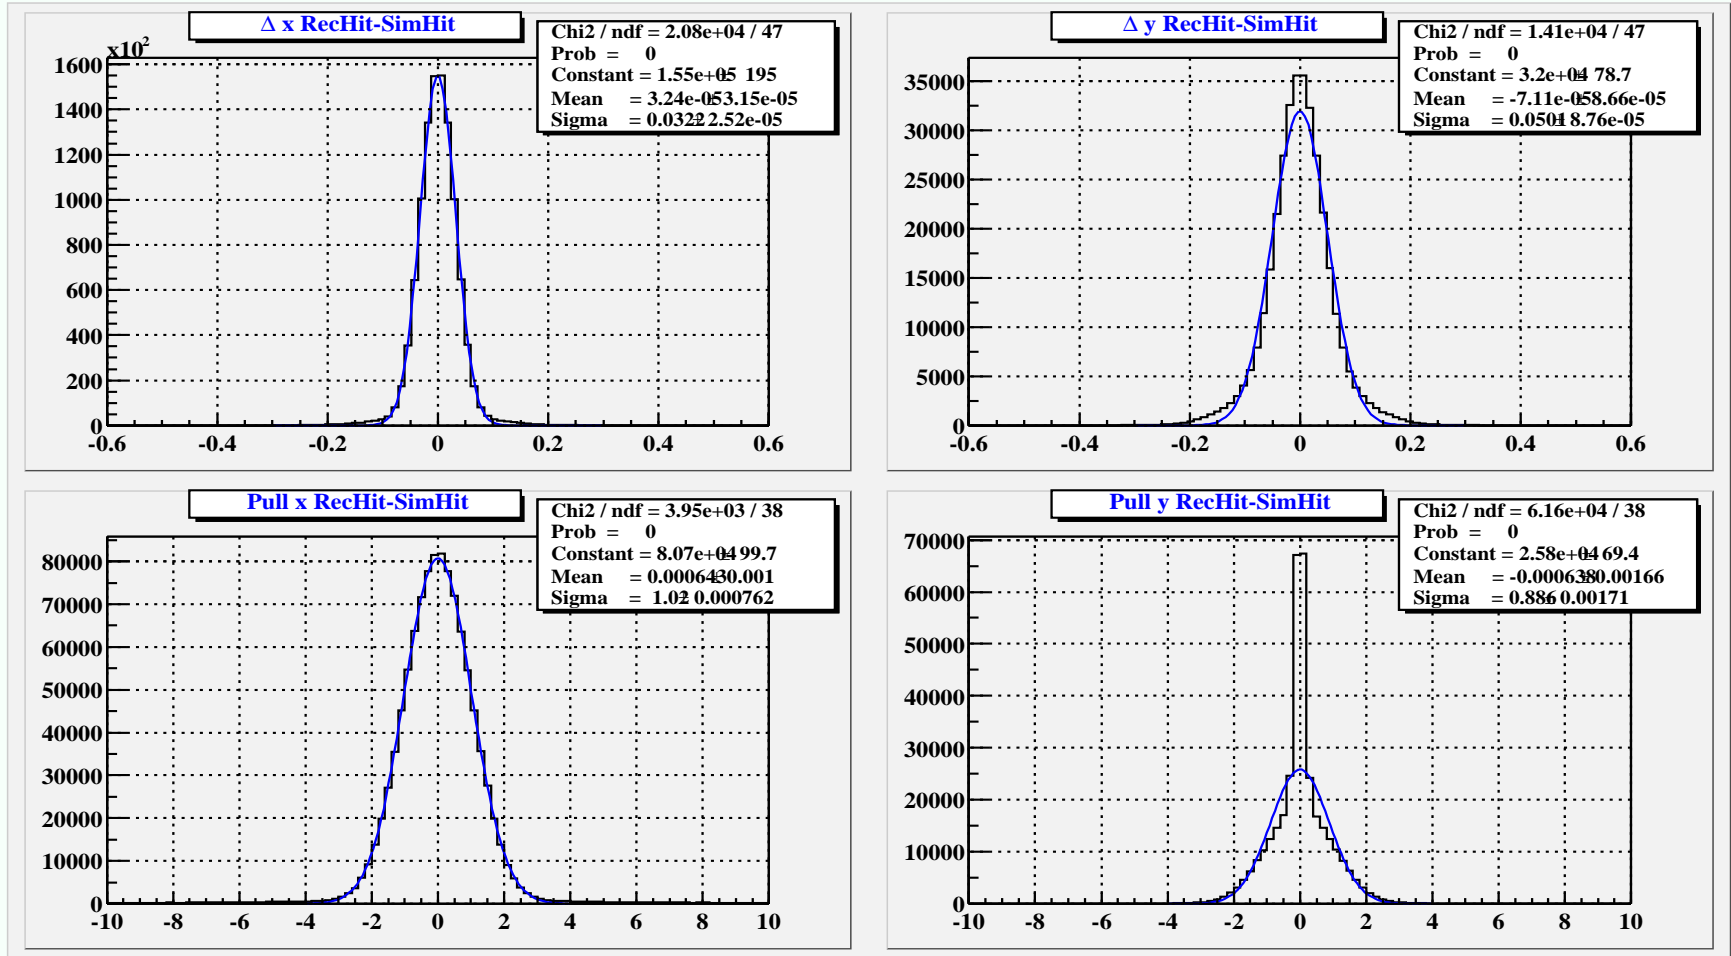 Δ x RecHit-SimHit
Chi2 / ndf = 2.08e+04 / 47
Prob = 0
Constant = 1.55e+05 ± 195
Mean = 3.24e-05 ± 3.15e-05
Sigma = 0.0322 ± 2.52e-05
x10²
1600
1400
1200
1000
800
600
400
200
0
-0.6 -0.4 -0.2 0 0.2 0.4 0.6
Δ y RecHit-SimHit
Chi2 / ndf = 1.41e+04 / 47
Prob = 0
Constant = 3.2e+04 ± 78.7
Mean = -7.11e-05 ± 8.66e-05
Sigma = 0.0501 ± 8.76e-05
35000
30000
25000
20000
15000
10000
5000
0
-0.6 -0.4 -0.2 0 0.2 0.4 0.6
Pull x RecHit-SimHit
Chi2 / ndf = 3.95e+03 / 38
Prob = 0
Constant = 8.07e+04 ± 99.7
Mean = 0.000643 ± 0.001
Sigma = 1.02 ± 0.000762
80000
70000
60000
50000
40000
30000
20000
10000
0
-10 -8 -6 -4 -2 0 2 4 6 8 10
Pull y RecHit-SimHit
Chi2 / ndf = 6.16e+04 / 38
Prob = 0
Constant = 2.58e+04 ± 69.4
Mean = -0.000638 ± 0.00166
Sigma = 0.886 ± 0.00171
70000
60000
50000
40000
30000
20000
10000
0
-10 -8 -6 -4 -2 0 2 4 6 8 10